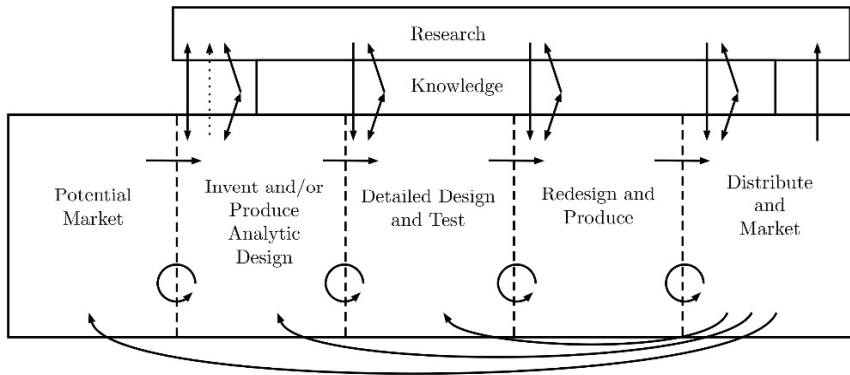 Research
Knowledge
Potential
Market
Invent and/or
Produce
Analytic
Design
Detailed Design
and Test
Redesign and
Produce
Distribute
and
Market